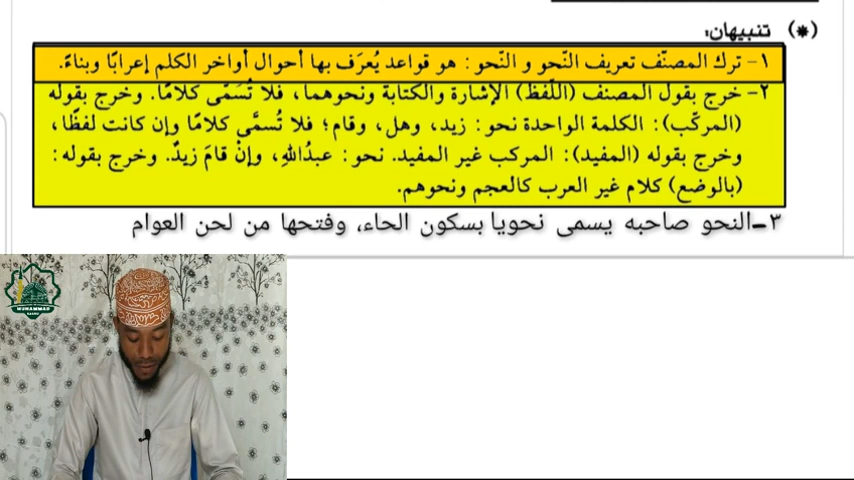 (*) تنبيهان:
١- ترك المصنّف تعريف النّحو و النّحو: هو قواعد يُعرَف بها أحوال أواخر الكلم إعرابًا وبناءً.
٢- خرج بقول المصنف (اللّفظ) الإشارة والكتابة ونحوهما، فلا تُسَمّى كلامًا. وخرج بقوله
(المركّب): الكلمة الواحدة نحو: زيد، وهل، وقام؛ فلا تُسمَّى كلامًا وإن كانت لفظًا،
وخرج بقوله (المفيد): المركب غير المفيد. نحو: عبدُاللهِ، وإنْ قامَ زيدٌ. وخرج بقوله:
(بالوضع) كلام غير العرب كالعجم ونحوهم.
٣-النحو صاحبه يسمى نحويا بسكون الحاء، وفتحها من لحن العوام
MUHAMMAD